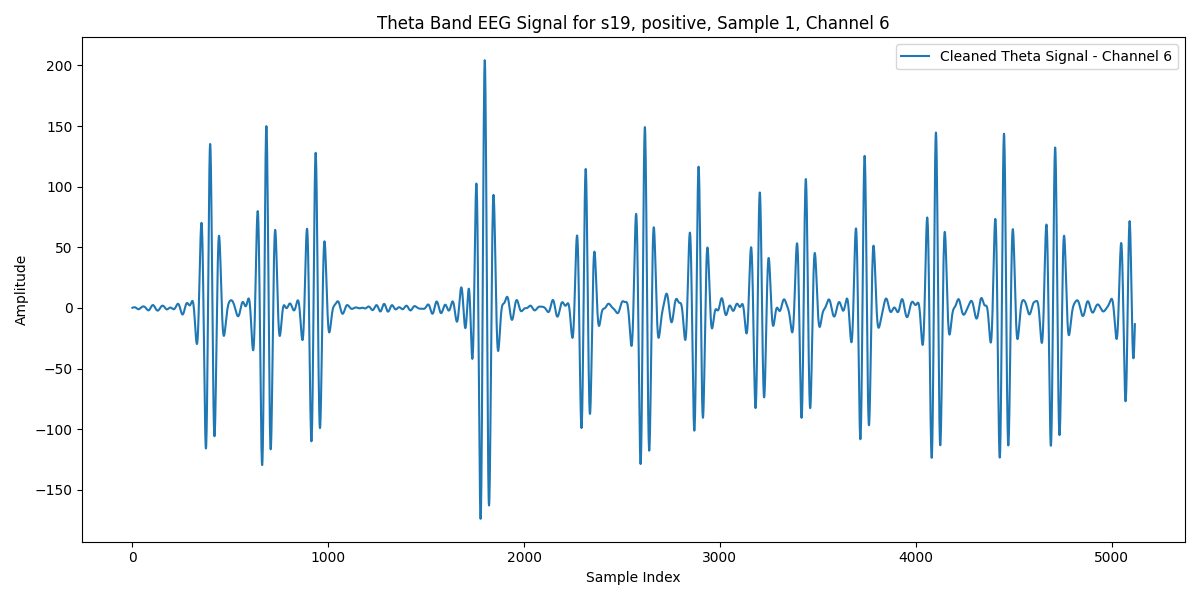 Theta Band EEG Signal for s19, positive, Sample 1, Channel 6
Cleaned Theta Signal - Channel 6
Amplitude
200
150
100
50
0
−50
−100
−150
0 1000 2000 3000 4000 5000
Sample Index